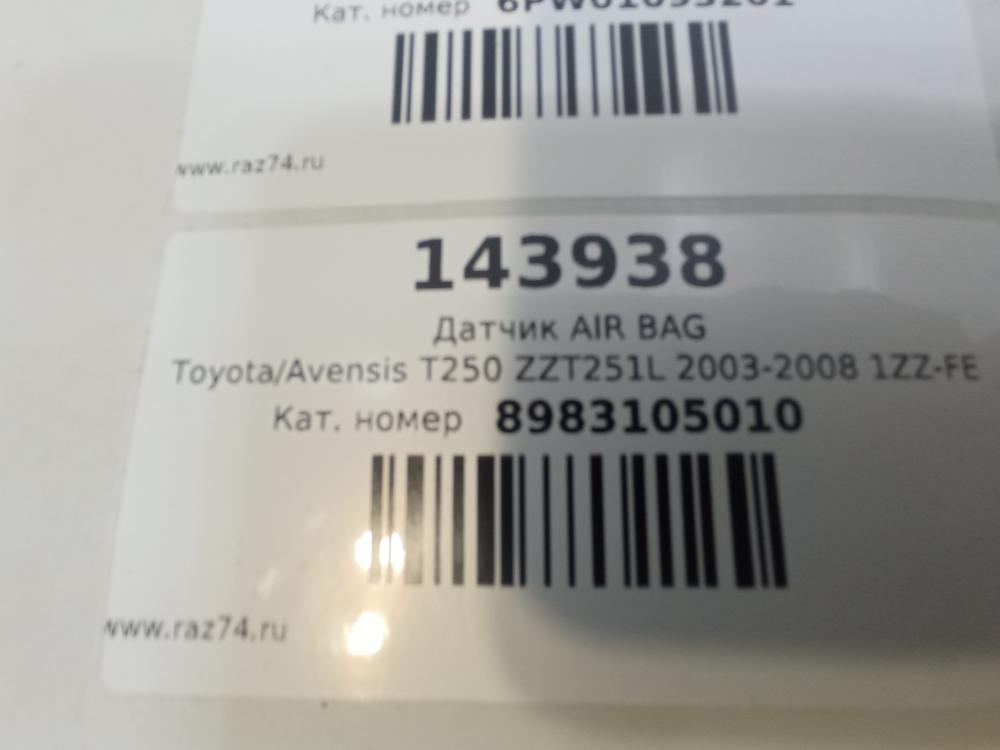 Кат. номер
www.raz74.ru
143938
Датчик AIR BAG
Toyota/Avensis T250 ZZT251L 2003-2008 1ZZ-FE
Кат. номер 8983105010
www.raz74.ru